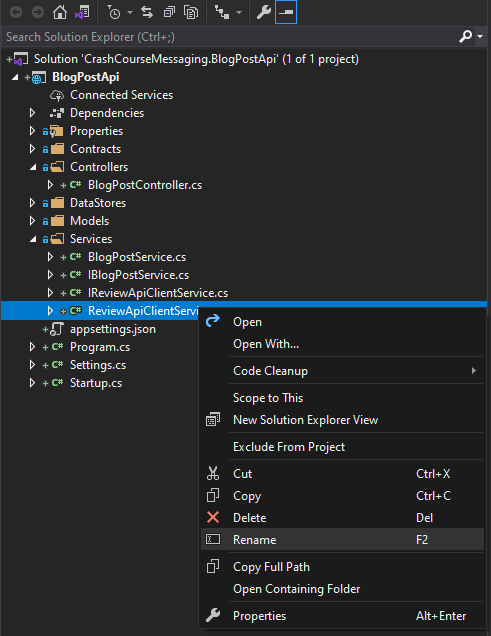 Search Solution Explorer (Ctrl+;)
Solution 'CrashCourseMessaging.BlogPostApi' (1 of 1 project)
BlogPostApi
Connected Services
Dependencies
Properties
Contracts
Controllers
C# BlogPostController.cs
DataStores
Models
Services
C# BlogPostService.cs
C# IBlogPostService.cs
C# IReviewApiClientService.cs
C# ReviewApiClientServi
appsettings.json
C# Program.cs
C# Settings.cs
C# Startup.cs
Open
Open With...
Code Cleanup
Scope to This
New Solution Explorer View
Exclude From Project
Cut Ctrl+X
Copy Ctrl+C
Delete Del
Rename F2
Copy Full Path
Open Containing Folder
Properties Alt+Enter